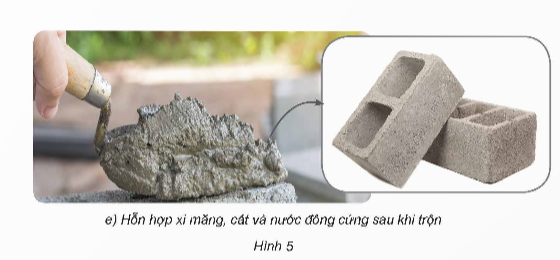 e) Hỗn hợp xi măng, cát và nước đông cứng sau khi trộn
Hình 5